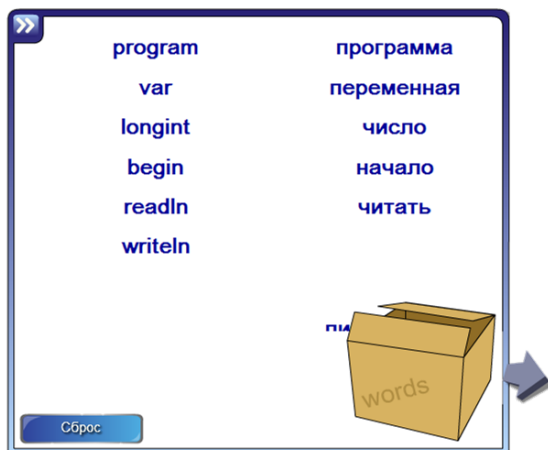 program программа
var переменная
longint число
begin начало
readln читать
writeln
words
Сброс